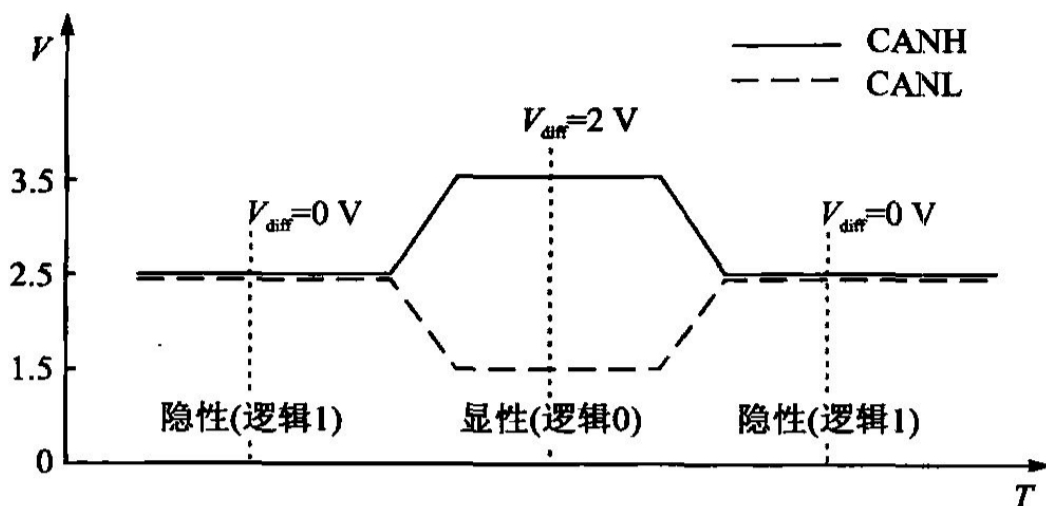 V
CANH
CANL
V_diff=2 V
3.5
V_diff=0 V
V_diff=0 V
2.5
1.5
隐性(逻辑1)
显性(逻辑0)
隐性(逻辑1)
0
T